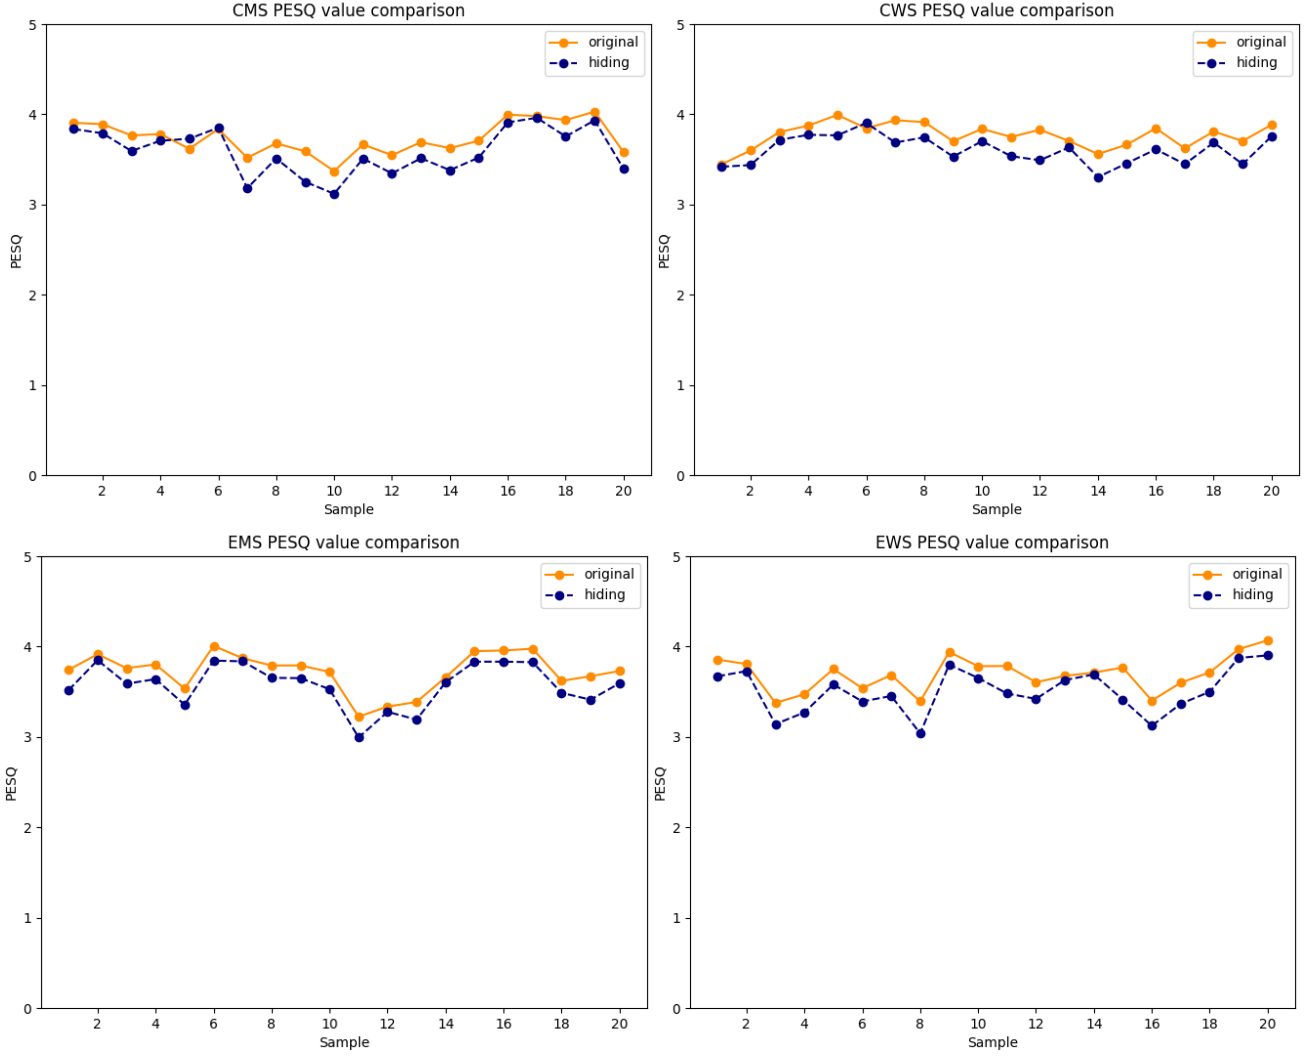 CMS PESQ value comparison
original
hiding
5
4
3
2
1
0
PESQ
2 4 6 8 10 12 14 16 18 20
Sample
CWS PESQ value comparison
original
hiding
5
4
3
2
1
0
PESQ
2 4 6 8 10 12 14 16 18 20
Sample
EMS PESQ value comparison
original
hiding
5
4
3
2
1
0
PESQ
2 4 6 8 10 12 14 16 18 20
Sample
EWS PESQ value comparison
original
hiding
5
4
3
2
1
0
PESQ
2 4 6 8 10 12 14 16 18 20
Sample